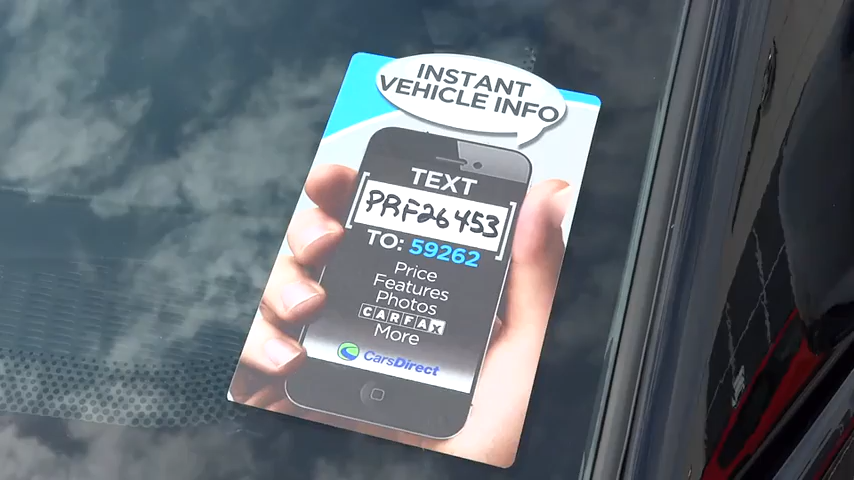 INSTANT
VEHICLE INFO
TEXT
PRF26453
TO: 59262
Price
Features
Photos
CARFAX
More
CarsDirect